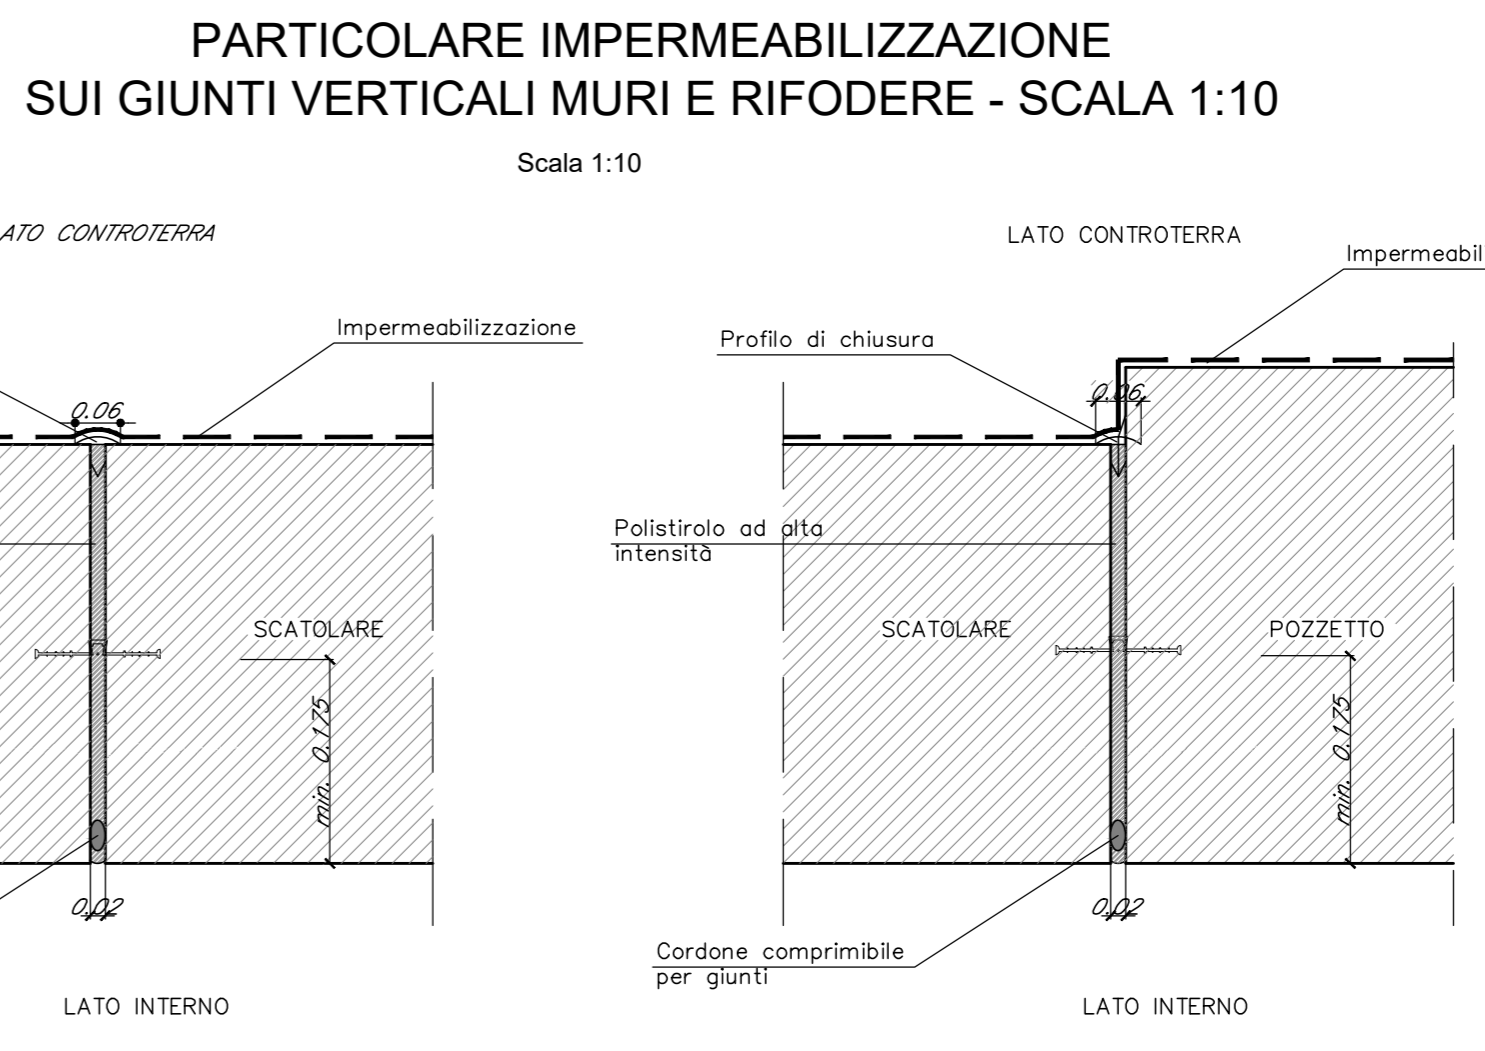 PARTICOLARE IMPERMEABILIZZAZIONE
SUI GIUNTI VERTICALI MURI E RIFODERE - SCALA 1:10
Scala 1:10
ATO CONTROTERRA
Impermeabilizzazione
0.06
SCATOLARE
min. 0.175
0.02
LATO INTERNO
LATO CONTROTERRA
Impermeabil
Profilo di chiusura
0.06
Polistirolo ad alta
intensità
SCATOLARE
POZZETTO
min. 0.175
0.02
Cordone comprimibile
per giunti
LATO INTERNO